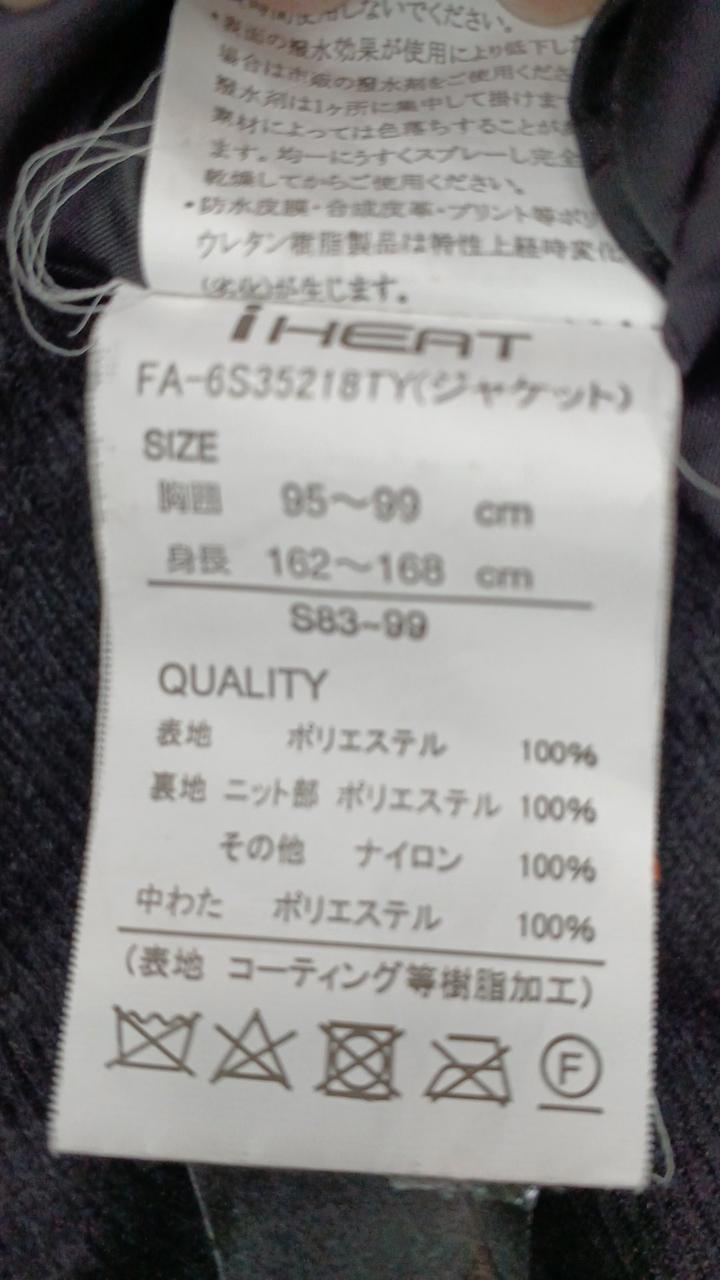 時間使用しないでください。
・表面の撥水効果が使用により低下した
場合は市販の撥水剤をご使用くださ
撥水剤は1ヶ所に集中して掛けま
素材によっては色落ちすることが
ます。均一にうすくスプレーし完全
乾燥してからご使用ください。
・防水皮膜・合成皮革・プリント等ポリ
ウレタン樹脂製品は特性上経時変化
(劣化)が生じます。
iHEAT
FA-6S35218TY(ジャケット)
SIZE
胸囲 95～99 cm
身長 162～168 cm
S83~99
QUALITY
表地 ポリエステル 100%
裏地 ニット部 ポリエステル 100%
その他 ナイロン 100%
中わた ポリエステル 100%
(表地 コーティング等樹脂加工)
F